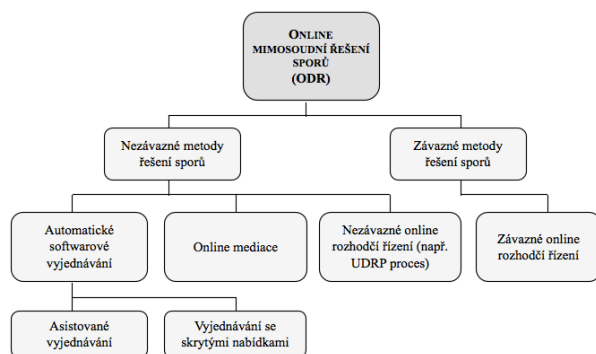 ONLINE
MIMOSOUDNÍ ŘEŠENÍ
SPORŮ
(ODR)
Nezávazné metody
řešení sporů
Závazné metody
řešení sporů
Automatické
softwarové
vyjednávání
Online mediace
Nezávazné online
rozhodčí řízení (např.
UDRP proces)
Závazné online
rozhodčí řízení
Asistované
vyjednávání
Vyjednávání se
skrytými nabídkami